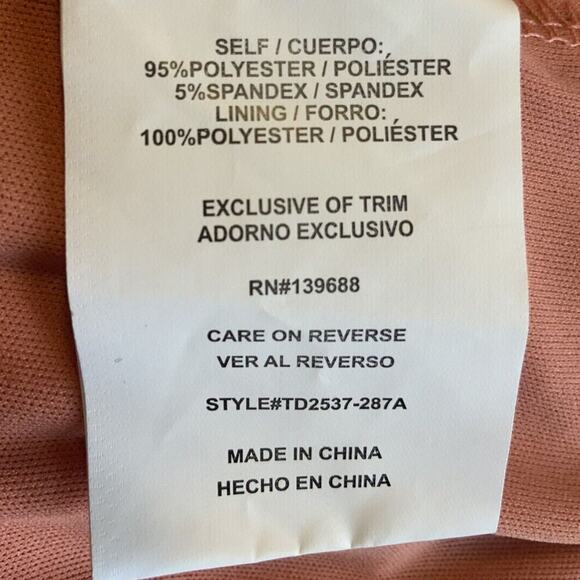 SELF / CUERPO:
95%POLYESTER / POLIÉSTER
5%SPANDEX / SPANDEX
LINING / FORRO:
100%POLYESTER / POLIÉSTER
EXCLUSIVE OF TRIM
ADORNO EXCLUSIVO
RN#139688
CARE ON REVERSE
VER AL REVERSO
STYLE#TD2537-287A
MADE IN CHINA
HECHO EN CHINA